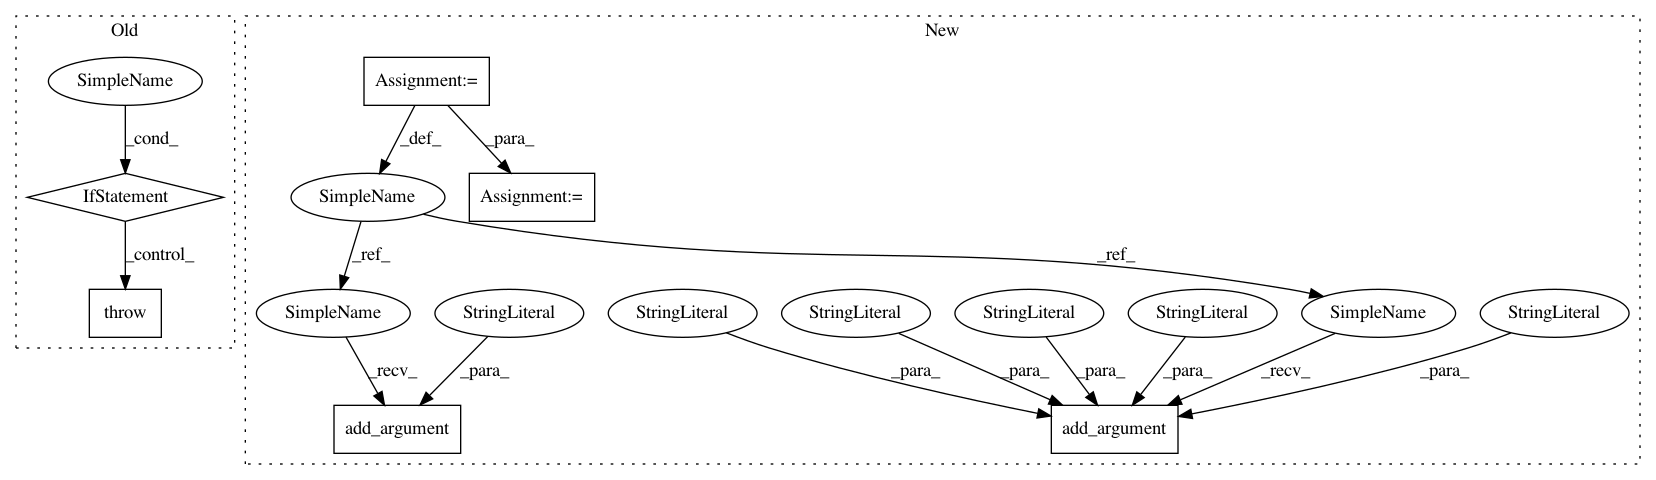 Old
New
SimpleName
Assignment:=
_cond_
_def_
_para_
IfStatement
SimpleName
Assignment:=
_control_
_ref_
_ref_
throw
SimpleName
StringLiteral
StringLiteral
StringLiteral
StringLiteral
StringLiteral
SimpleName
StringLiteral
_recv_
_para_
_para_
_para_
_para_
_para_
_recv_
_para_
add_argument
add_argument